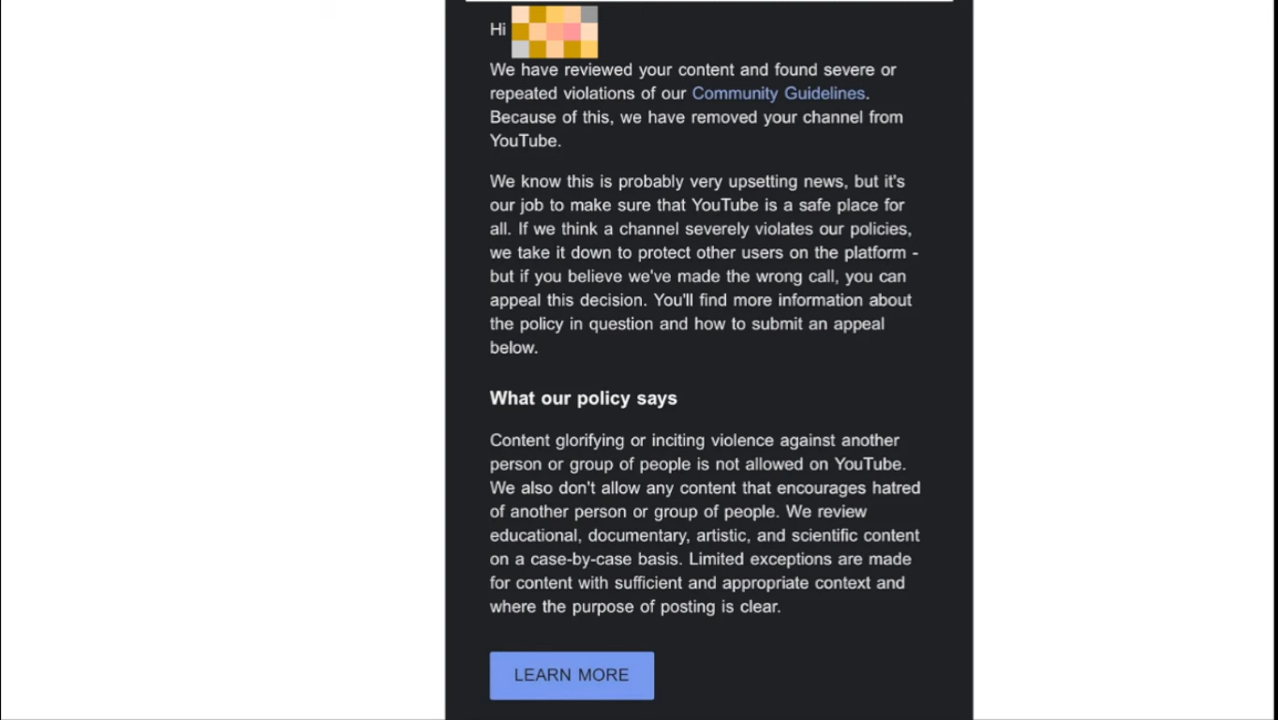 Hi
We have reviewed your content and found severe or
repeated violations of our Community Guidelines.
Because of this, we have removed your channel from
YouTube.
We know this is probably very upsetting news, but it's
our job to make sure that YouTube is a safe place for
all. If we think a channel severely violates our policies,
we take it down to protect other users on the platform -
but if you believe we've made the wrong call, you can
appeal this decision. You'll find more information about
the policy in question and how to submit an appeal
below.
What our policy says
Content glorifying or inciting violence against another
person or group of people is not allowed on YouTube.
We also don't allow any content that encourages hatred
of another person or group of people. We review
educational, documentary, artistic, and scientific content
on a case-by-case basis. Limited exceptions are made
for content with sufficient and appropriate context and
where the purpose of posting is clear.
LEARN MORE